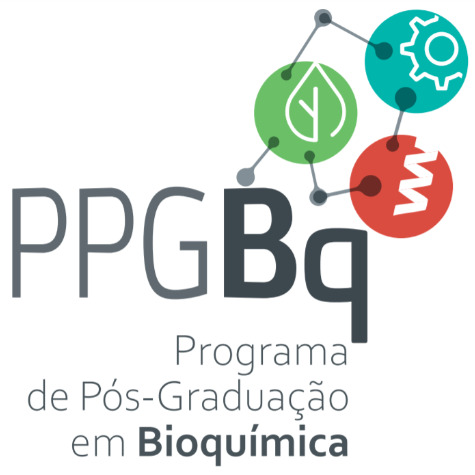 PPGBq
Programa
de Pós-Graduação
em Bioquímica